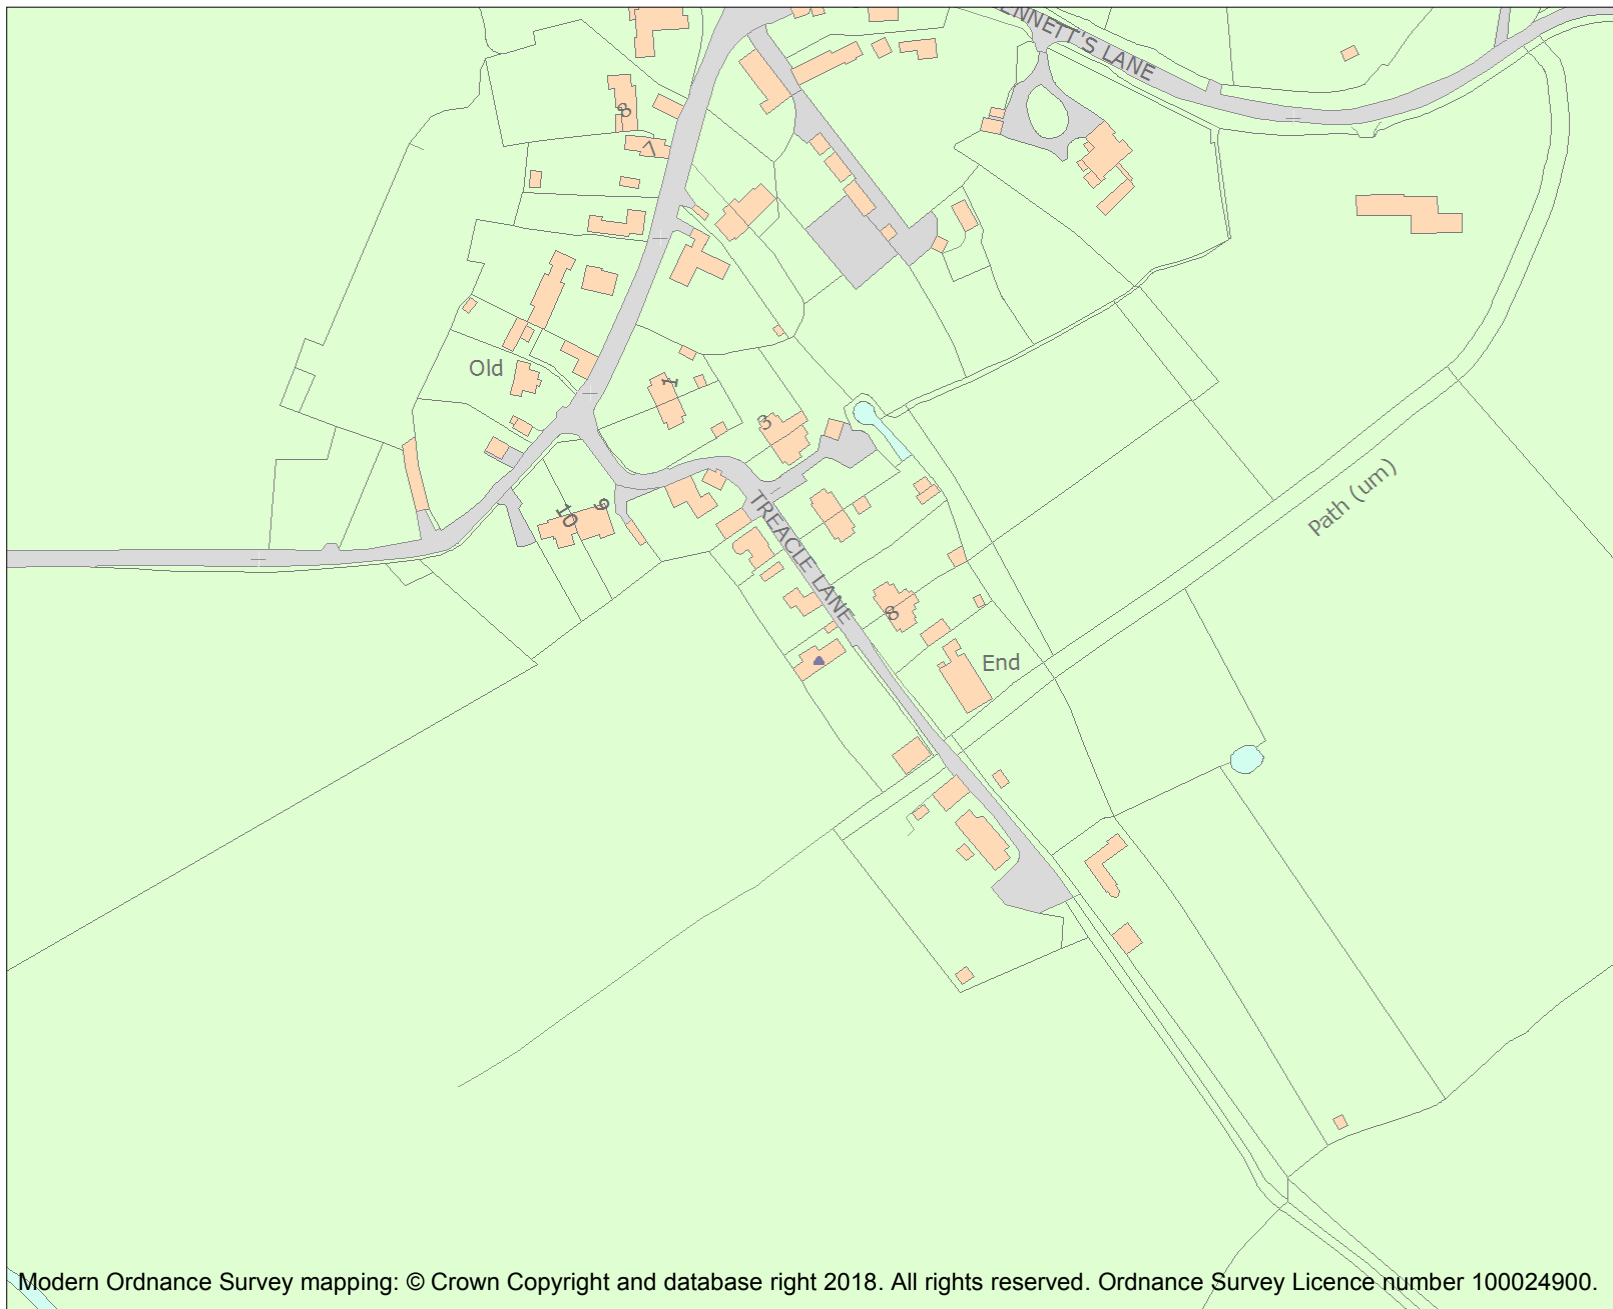 ENNETT'S LANE
8
7
Old
1
3
10
9
TREACLE LANE
Path (um)
8
End
Modern Ordnance Survey mapping: © Crown Copyright and database right 2018. All rights reserved. Ordnance Survey Licence number 100024900.